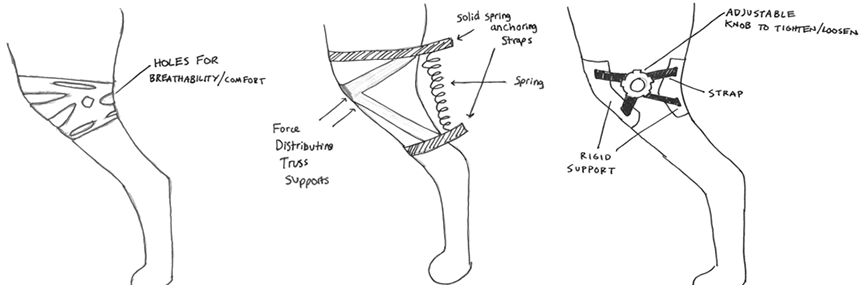 HOLES FOR
BREATHABILITY/COMFORT
Solid spring
anchoring
Straps
Spring
Force
Distributing
Truss
Supports
ADJUSTABLE
KNOB TO TIGHTEN/LOOSEN
STRAP
RIGID
SUPPORT